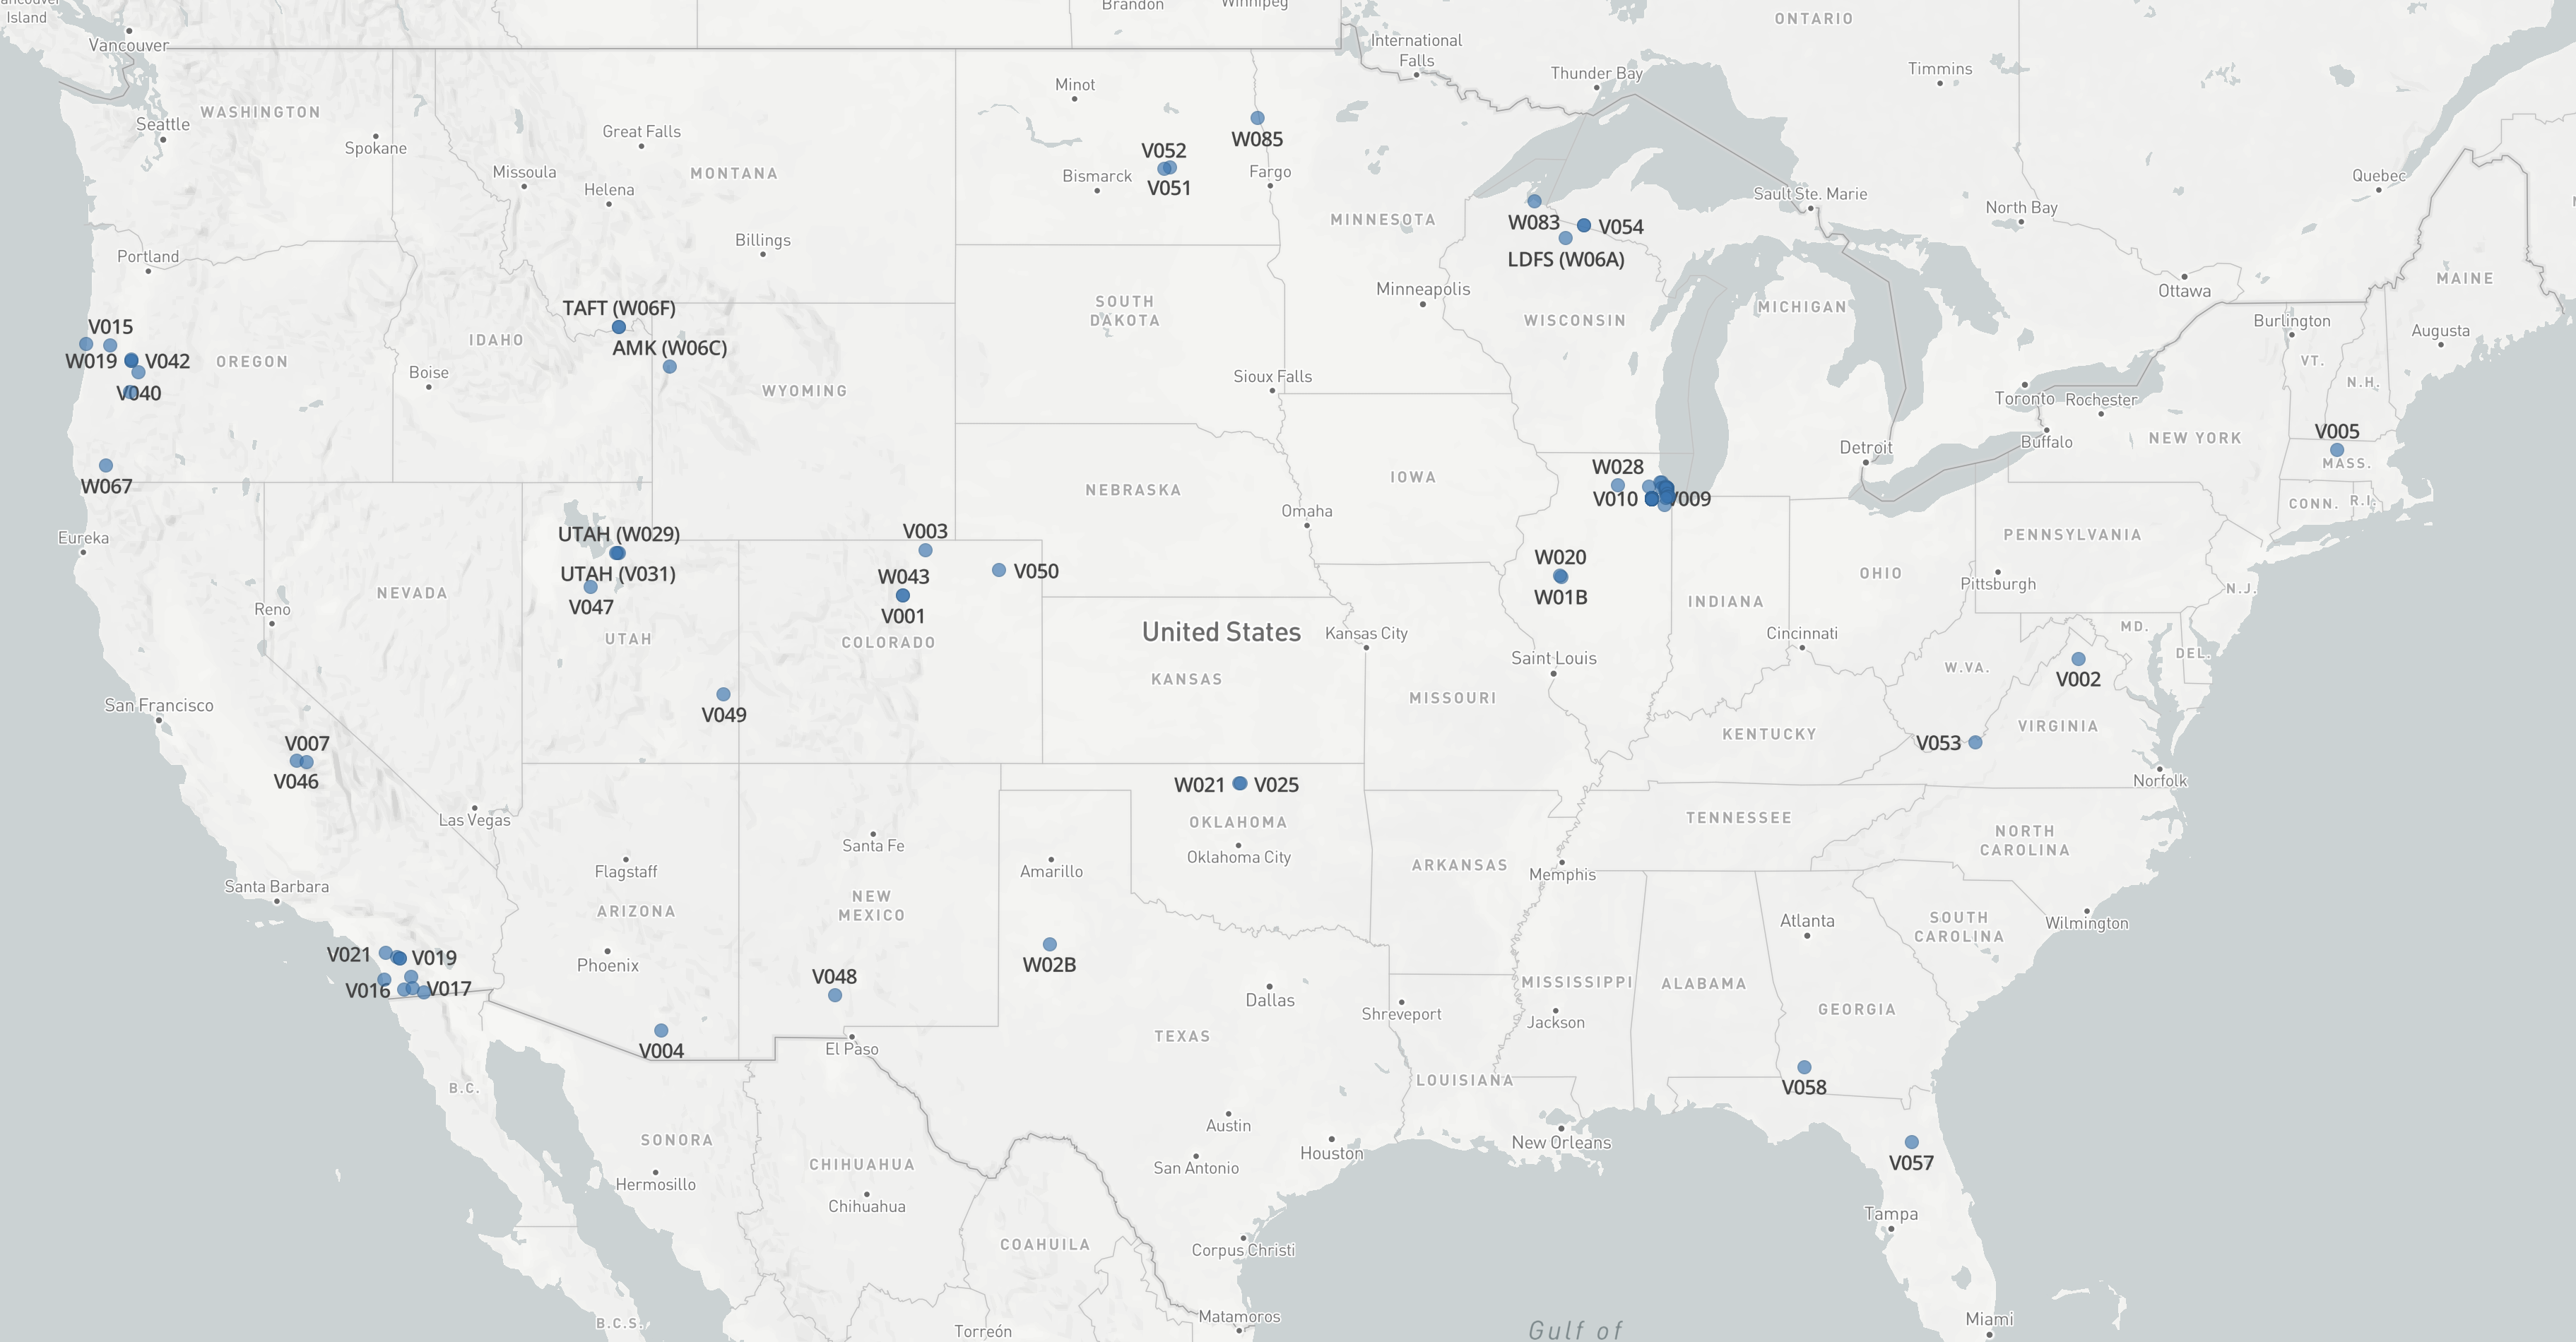 Vancouver
Island
Brandon
Winnipeg
ONTARIO
Vancouver
International
Falls
Thunder Bay
Timmins
Minot
WASHINGTON
Seattle
Spokane
Great Falls
W085
V052
V051
Bismarck
Fargo
Missoula
Helena
MONTANA
Quebec
Sault Ste. Marie
North Bay
MINNESOTA
W083
V054
LDFS (W06A)
Portland
Billings
MAINE
Ottawa
Minneapolis
SOUTH
DAKOTA
TAFT (W06F)
MICHIGAN
WISCONSIN
Burlington
Augusta
V015
IDAHO
AMK (W06C)
W019
V042
OREGON
Boise
VT.
N.H.
V040
WYOMING
Sioux Falls
Toronto
Rochester
V005
Buffalo
NEW YORK
Detroit
MASS.
W067
W028
IOWA
NEBRASKA
V010
V009
CONN.
R.I.
Omaha
Eureka
UTAH (W029)
V003
PENNSYLVANIA
UTAH (V031)
W043
V050
W020
OHIO
Pittsburgh
NEVADA
V047
V001
W01B
N.J.
INDIANA
Reno
UTAH
COLORADO
United States
Kansas City
Cincinnati
MD.
DEL.
Saint Louis
W.VA.
V002
KANSAS
MISSOURI
San Francisco
V049
VIRGINIA
KENTUCKY
V053
V007
V046
W021
V025
Norfolk
Las Vegas
OKLAHOMA
TENNESSEE
NORTH
CAROLINA
Santa Fe
Oklahoma City
Flagstaff
Amarillo
ARKANSAS
Memphis
Santa Barbara
NEW
MEXICO
ARIZONA
Atlanta
SOUTH
CAROLINA
Wilmington
V021
V019
Phoenix
W02B
V048
MISSISSIPPI
ALABAMA
V016
V017
Dallas
Shreveport
GEORGIA
Jackson
TEXAS
V004
El Paso
B.C.
LOUISIANA
V058
Austin
SONORA
New Orleans
Houston
V057
CHIHUAHUA
San Antonio
Hermosillo
Chihuahua
Tampa
COAHUILA
Corpus Christi
Matamoros
B.C.S.
Torreón
Gulf of
Miami